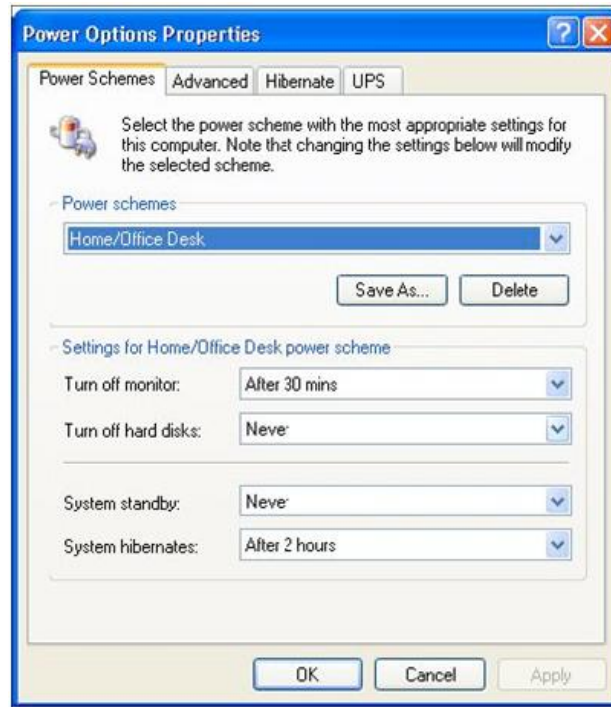 Power Options Properties
Power Schemes Advanced Hibernate UPS
Select the power scheme with the most appropriate settings for
this computer. Note that changing the settings below will modify
the selected scheme.
Power schemes
Home/Office Desk
Save As... Delete
Settings for Home/Office Desk power scheme
Turn off monitor: After 30 mins
Turn off hard disks: Never
System standby: Never
System hibernates: After 2 hours
OK Cancel Apply